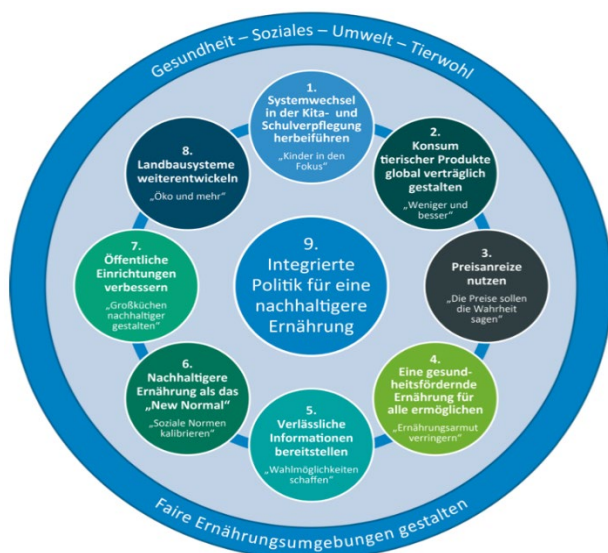 Gesundheit – Soziales – Umwelt – Tierwohl
1.
Systemwechsel
in der Kita- und
Schulverpflegung
herbeiführen
„Kinder in den
Fokus"
2.
Konsum
tierischer Produkte
global verträglich
gestalten
„Weniger und
besser"
3.
Preisanreize
nutzen
„Die Preise sollen
die Wahrheit
sagen"
4.
Eine gesund-
heitsfördernde
Ernährung für
alle ermöglichen
„Ernährungsarmut
verringern"
5.
Verlässliche
Informationen
bereitstellen
„Wahlmöglichkeiten
schaffen"
6.
Nachhaltigere
Ernährung als das
„New Normal"
„Soziale Normen
kalibrieren"
7.
Öffentliche
Einrichtungen
verbessern
„Großküchen
nachhaltiger
gestalten"
8.
Landbausysteme
weiterentwickeln
„Öko und mehr"
9.
Integrierte
Politik für eine
nachhaltigere
Ernährung
Faire Ernährungsumgebungen gestalten